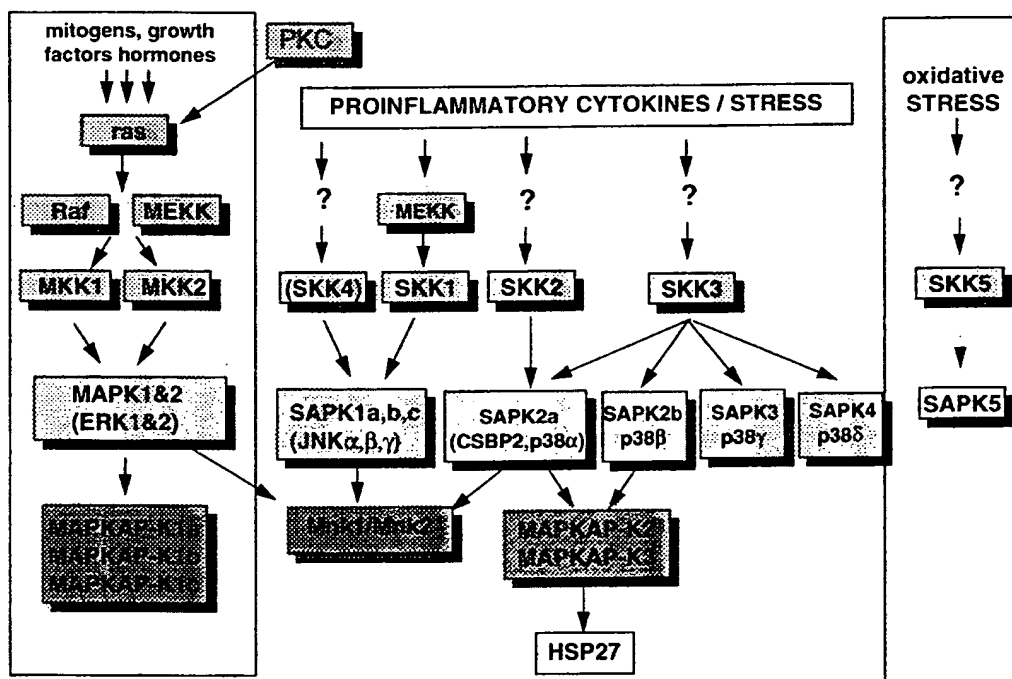 mitogens, growth
factors hormones
PKC
ras
Raf
MEKK
MKK1
MKK2
MAPK1&2
(ERK1&2)
PROINFLAMMATORY CYTOKINES / STRESS
?
MEKK
?
?
(SKK4)
SKK1
SKK2
SKK3
SAPK1a,b,c
(JNKα,β,γ)
SAPK2a
(CSBP2,p38α)
SAPK2b
p38β
SAPK3
p38γ
SAPK4
p38δ
Mnk1/Mnk2
MAPKAP-K2
MAPKAP-K3
HSP27
oxidative
STRESS
?
SKK5
SAPK5